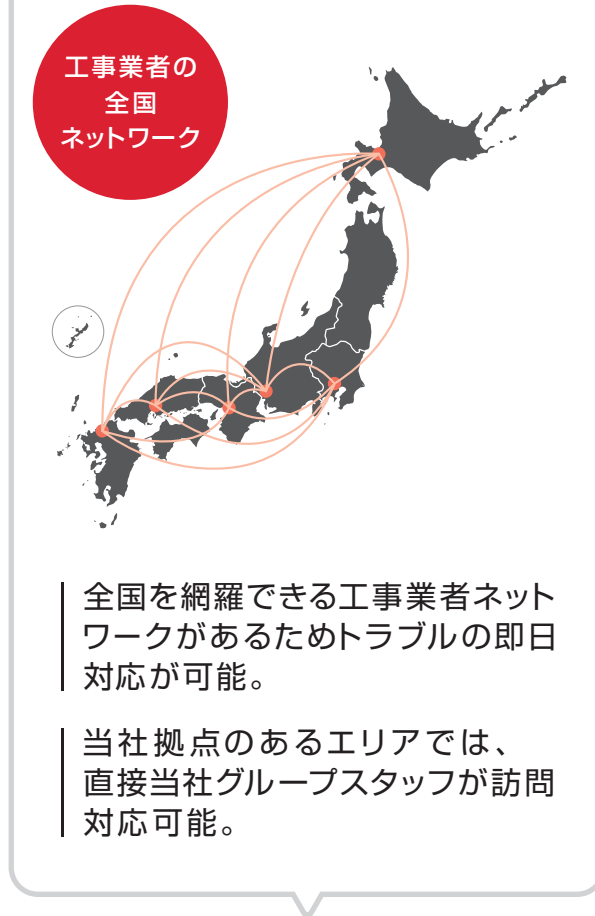 工事業者の
全国
ネットワーク
全国を網羅できる工事業者ネット
ワークがあるためトラブルの即日
対応が可能。
当社拠点のあるエリアでは、
直接当社グループスタッフが訪問
対応可能。